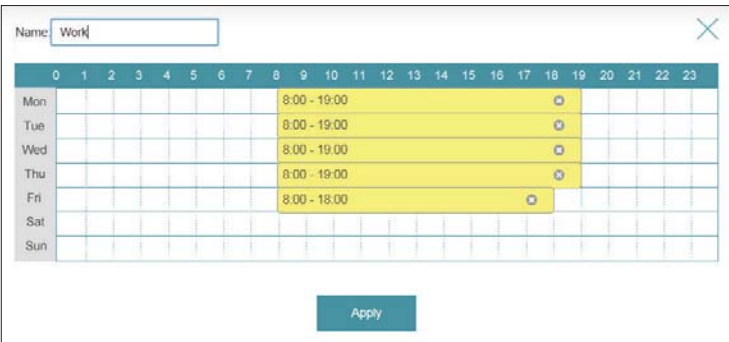 Name: Work
0 1 2 3 4 5 6 7 8 9 10 11 12 13 14 15 16 17 18 19 20 21 22 23
Mon 8:00 - 19:00
Tue 8:00 - 19:00
Wed 8:00 - 19:00
Thu 8:00 - 19:00
Fri 8:00 - 18:00
Sat
Sun
Apply